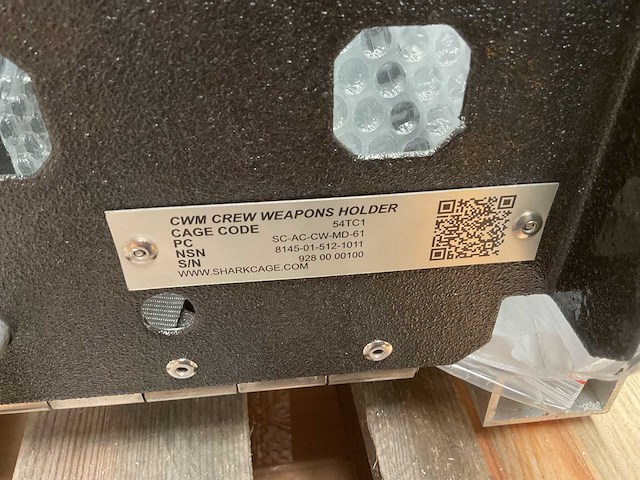 CWM CREW WEAPONS HOLDER
CAGE CODE 54TC1
PC SC-AC-CW-MD-61
NSN 8145-01-512-1011
S/N 928 00 00100
WWW.SHARKCAGE.COM